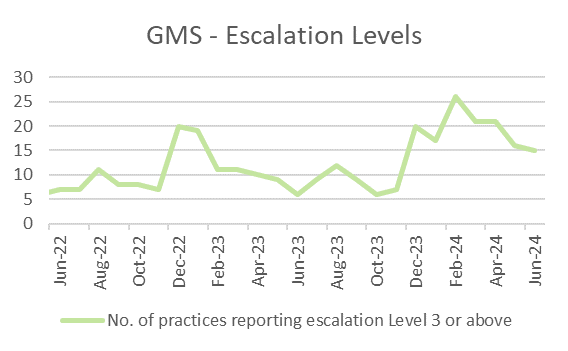 GMS - Escalation Levels
30
25
20
15
10
5
0
Jun-22
Aug-22
Oct-22
Dec-22
Feb-23
Apr-23
Jun-23
Aug-23
Oct-23
Dec-23
Feb-24
Apr-24
Jun-24
No. of practices reporting escalation Level 3 or above